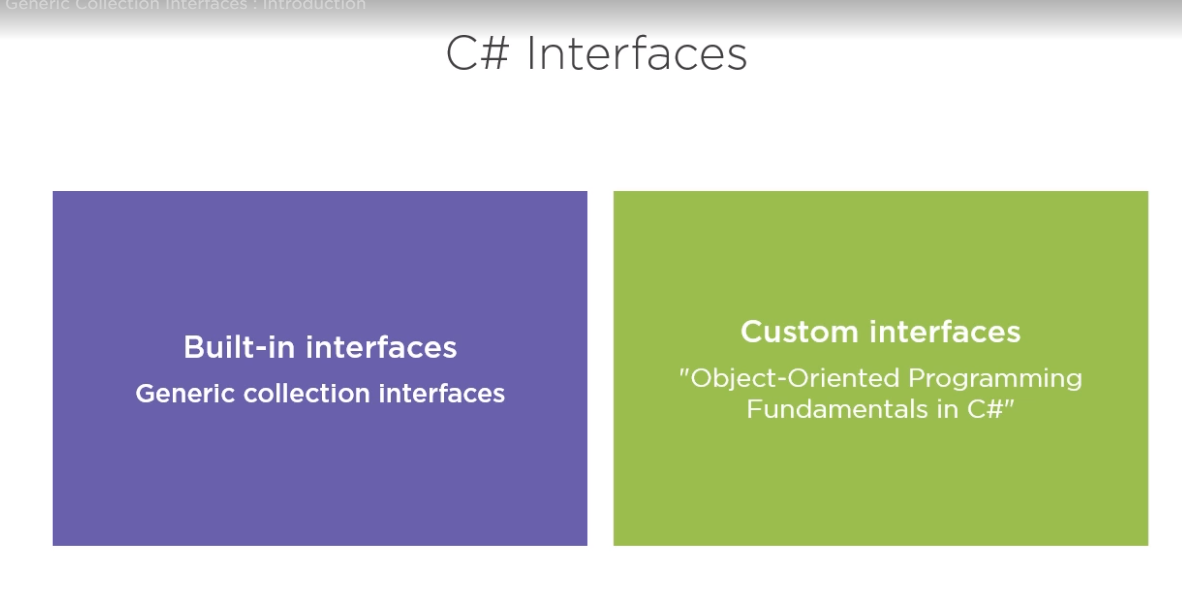 Generic Collection Interfaces : Introduction
C# Interfaces
Built-in interfaces
Generic collection interfaces
Custom interfaces
"Object-Oriented Programming
Fundamentals in C#"